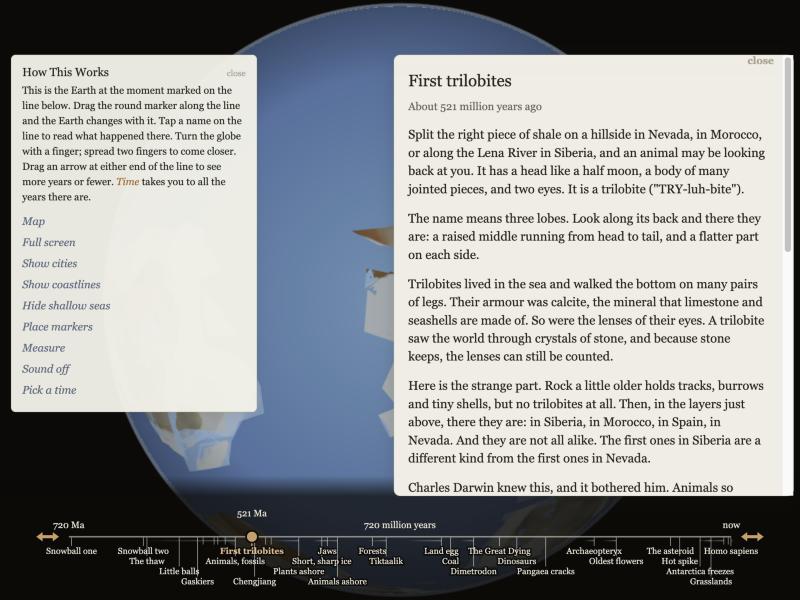 How This Works
close
This is the Earth at the moment marked on the
line below. Drag the round marker along the line
and the Earth changes with it. Tap a name on the
line to read what happened there. Turn the globe
with a finger; spread two fingers to come closer.
Drag an arrow at either end of the line to see
more years or fewer. Time takes you to all the
years there are.
Map
Full screen
Show cities
Show coastlines
Hide shallow seas
Place markers
Measure
Sound off
Pick a time
close
First trilobites
About 521 million years ago
Split the right piece of shale on a hillside in Nevada, in Morocco,
or along the Lena River in Siberia, and an animal may be looking
back at you. It has a head like a half moon, a body of many
jointed pieces, and two eyes. It is a trilobite ("TRY-luh-bite").
The name means three lobes. Look along its back and there they
are: a raised middle running from head to tail, and a flatter part
on each side.
Trilobites lived in the sea and walked the bottom on many pairs
of legs. Their armour was calcite, the mineral that limestone and
seashells are made of. So were the lenses of their eyes. A trilobite
saw the world through crystals of stone, and because stone
keeps, the lenses can still be counted.
Here is the strange part. Rock a little older holds tracks, burrows
and tiny shells, but no trilobites at all. Then, in the layers just
above, there they are: in Siberia, in Morocco, in Spain, in
Nevada. And they are not all alike. The first ones in Siberia are a
different kind from the first ones in Nevada.
Charles Darwin knew this, and it bothered him. Animals so
521 Ma
720 Ma
720 million years
now
Snowball one
Snowball two
First trilobites
Jaws
Forests
Land egg
The Great Dying
Archaeopteryx
The asteroid
Homo sapiens
The thaw
Animals, fossils
Short, sharp ice
Tiktaalik
Coal
Dinosaurs
Oldest flowers
Hot spike
Little balls
Plants ashore
Dimetrodon
Pangaea cracks
Antarctica freezes
Gaskiers
Chengjiang
Animals ashore
Grasslands